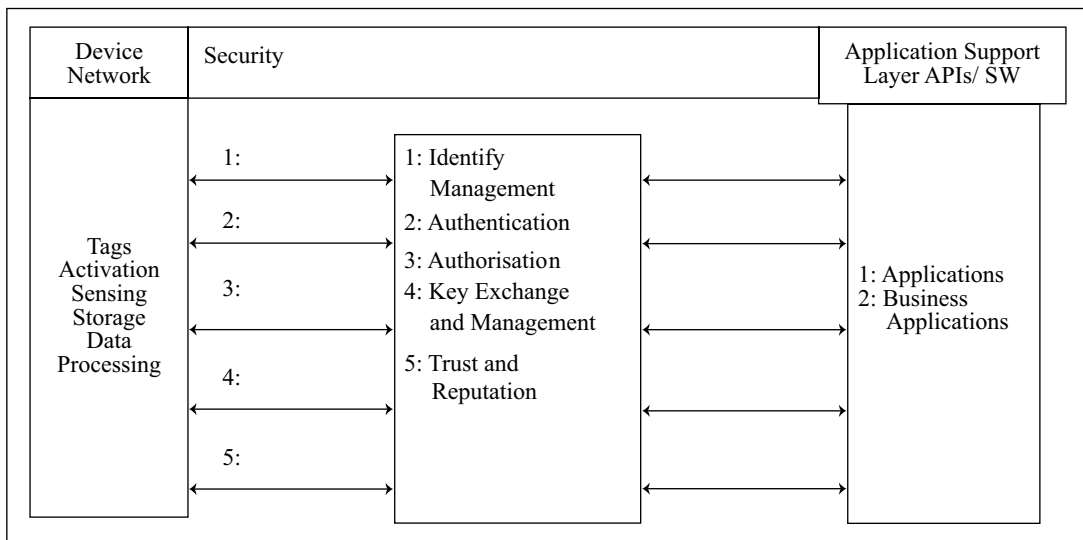 Device
Network
Security
Application Support
Layer APIs/ SW
Tags
Activation
Sensing
Storage
Data
Processing
1:
2:
3:
4:
5:
1: Identify
Management
2: Authentication
3: Authorisation
4: Key Exchange
and Management
5: Trust and
Reputation
1: Applications
2: Business
Applications